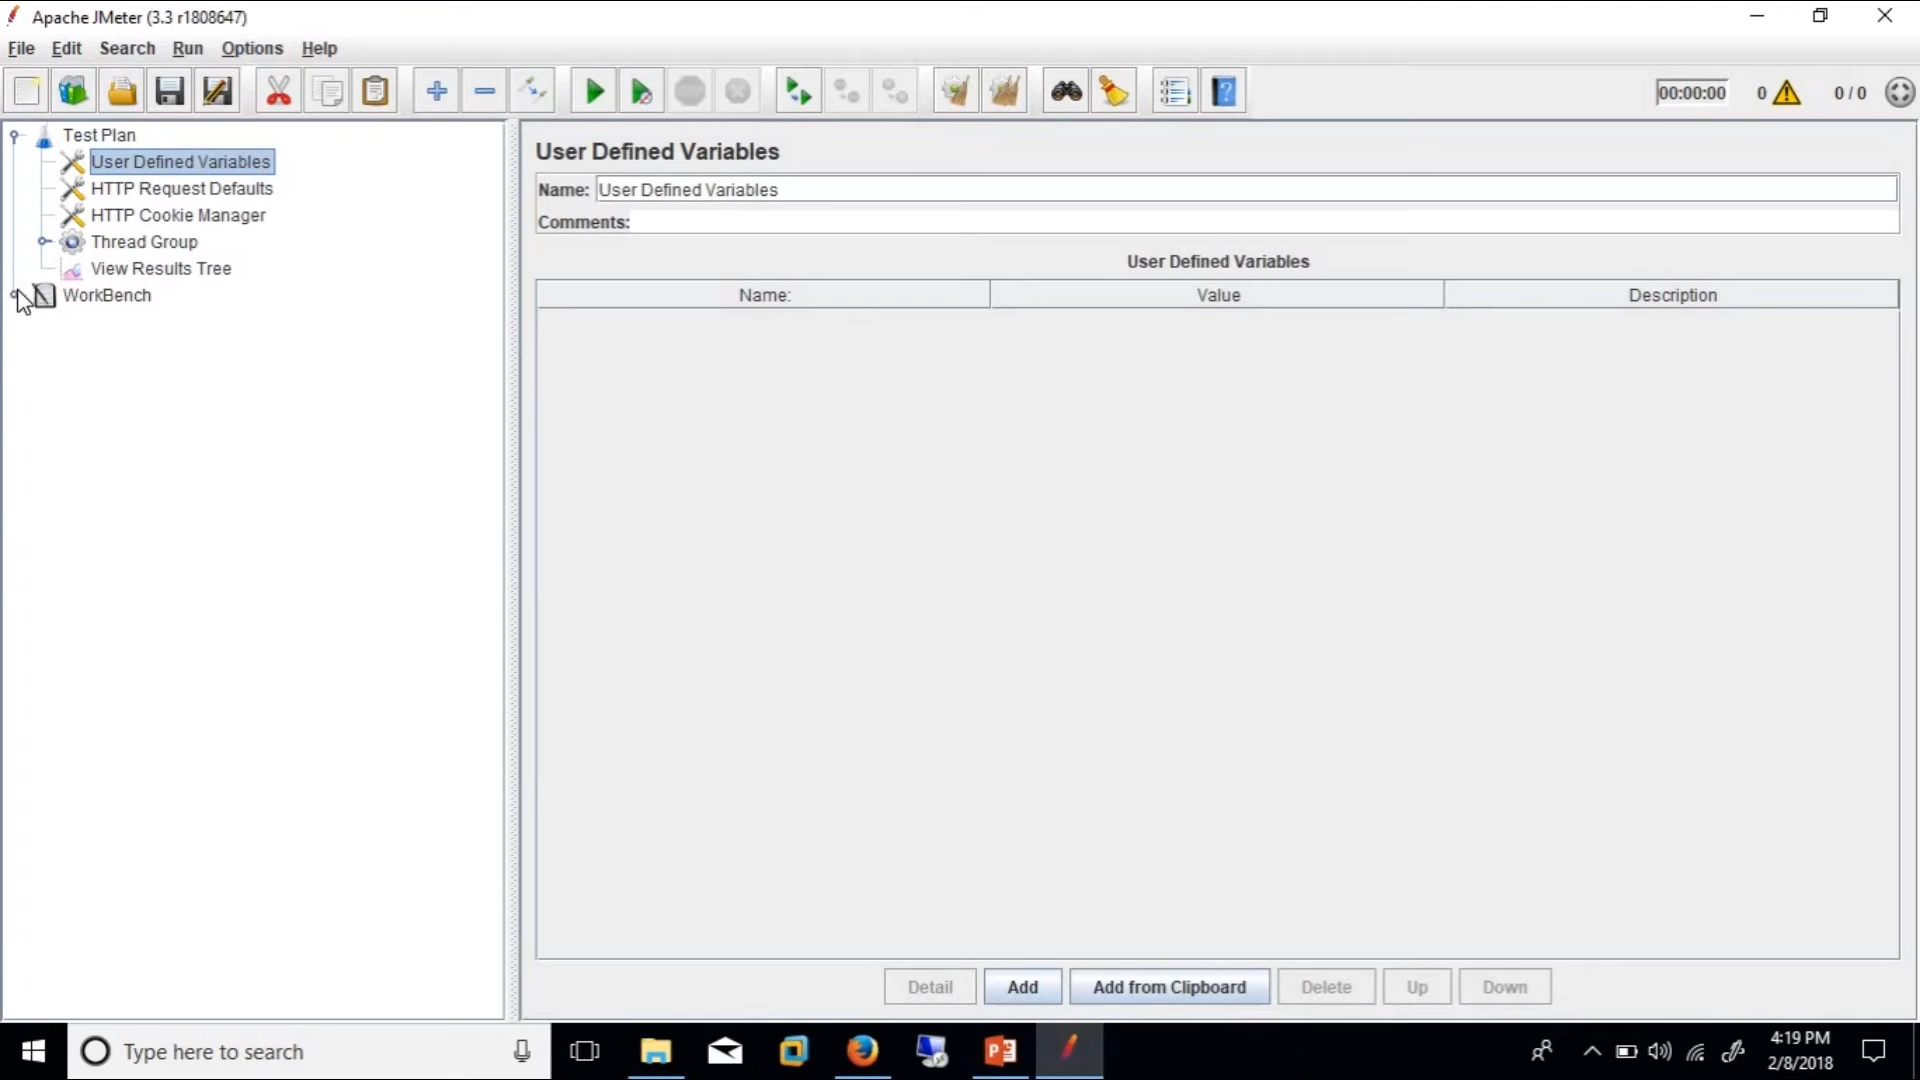 Apache JMeter (3.3 r1808647)
File Edit Search Run Options Help
00:00:00 0 0 / 0
Test Plan
User Defined Variables
HTTP Request Defaults
HTTP Cookie Manager
Thread Group
View Results Tree
WorkBench
User Defined Variables
Name: User Defined Variables
Comments:
User Defined Variables
Name: Value Description
Detail Add Add from Clipboard Delete Up Down
Type here to search
4:19 PM
2/8/2018